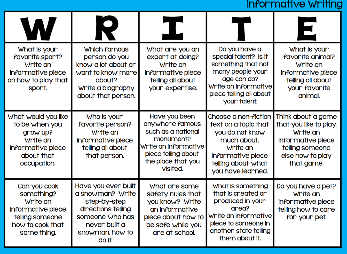 Informative Writing
W R I T E
What is your
favorite sport?
Write an
informative piece
on how to play that
sport.
Which famous
person do you
know a lot about or
want to know more
about?
Write a biography
about that person.
What are you an
expert at doing?
Write an
informative piece
telling all about
your expertise.
Do you have a
special talent? Is it
something that not
many people your
age can do?
Write an informative
piece telling all about
your talent.
What is your
favorite animal?
Write an
informative piece
telling all about
your favorite
animal.
What would you like
to be when you
grow up?
Write an
informative piece
about that
occupation.
Who is your
favorite person?
Write an
informative piece
telling all about
that person.
Have you been
anywhere famous
such as a national
monument?
Write an informative
piece telling about
the place that you
visited.
Choose a non-fiction
text on a topic that
you do not know
much about.
Write an
informative piece
telling about what
you have learned.
Think about a game
that you like to play.
Write an
informative piece
telling someone
else how to play
that game.
Can you cook
something?
Write an
informative piece
telling someone
how to cook that
same thing.
Have you ever built
a snowman? Write
step-by-step
directions telling
someone who has
never built a
snowman, how to
do it.
What are some
safety rules that
you know? Write
an informative
piece about how to
be safe while you
are at school.
What is something
that is created or
produced in your
area?
Write an informative
piece to someone in
another state telling
them about it.
Do you have a pet?
Write an
informative piece
telling how to care
for your pet.